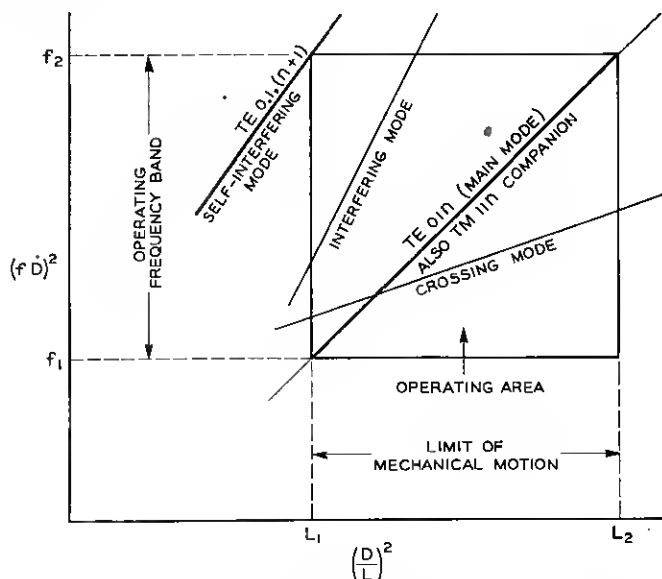 f₂
TE 0.1.(n+1)
SELF-INTERFERING
MODE
INTERFERING MODE
TE 01n (MAIN MODE)
ALSO TM 11n COMPANION
CROSSING MODE
OPERATING
FREQUENCY BAND
(f D)²
f₁
OPERATING AREA
LIMIT OF
MECHANICAL MOTION
L₁
L₂
(D/L)²